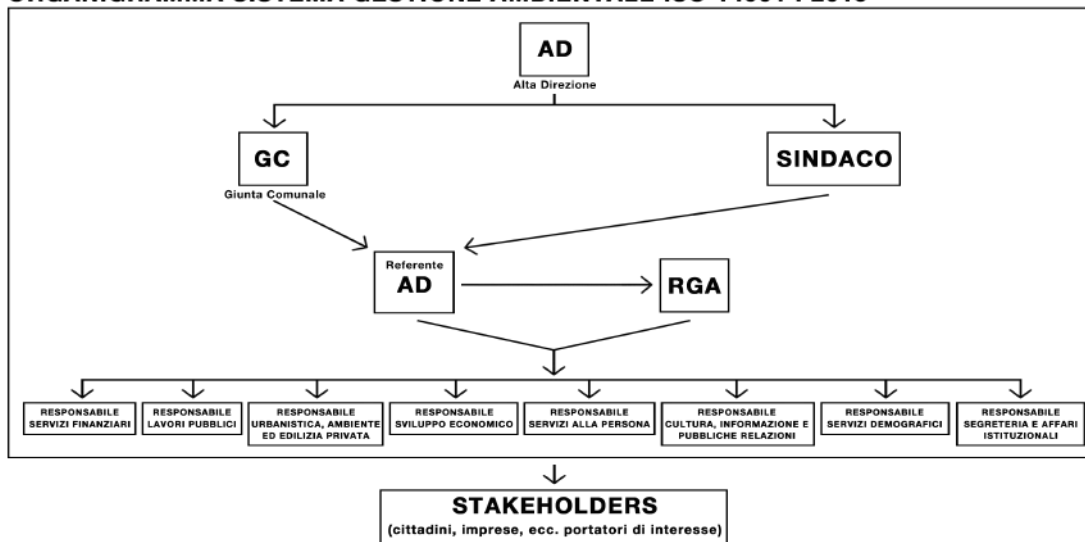 AD
Alta Direzione
GC
Giunta Comunale
SINDACO
Referente
AD
RGA
RESPONSABILE
SERVIZI FINANZIARI
RESPONSABILE
LAVORI PUBBLICI
RESPONSABILE
URBANISTICA, AMBIENTE
ED EDILIZIA PRIVATA
RESPONSABILE
SVILUPPO ECONOMICO
RESPONSABILE
SERVIZI ALLA PERSONA
RESPONSABILE
CULTURA, INFORMAZIONE E
PUBBLICHE RELAZIONI
RESPONSABILE
SERVIZI DEMOGRAFICI
RESPONSABILE
SEGRETERIA E AFFARI
ISTITUZIONALI
STAKEHOLDERS
(cittadini, imprese, ecc. portatori di interesse)